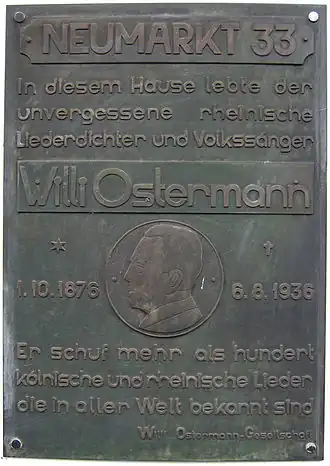 NEUMARKT 33
In diesem Hause lebte der
unvergessene rheinische
Liederdichter und Volkssänger
Willi Ostermann
* †
1.10.1876 6.8.1936
Er schuf mehr als hundert
kölnische und rheinische Lieder
die in aller Welt bekannt sind
Willi Ostermann-Gesellschaft